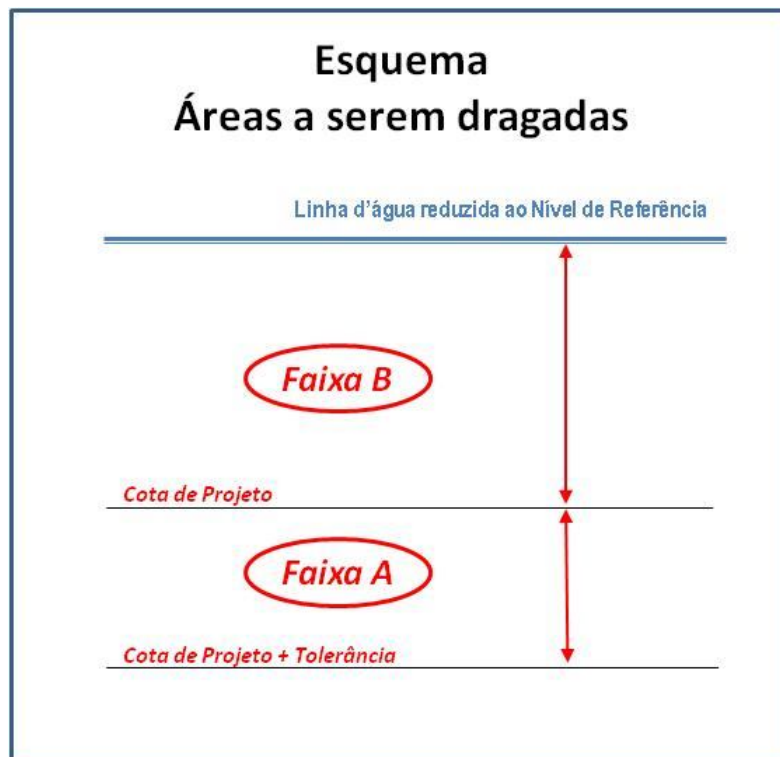 Esquema
Áreas a serem dragadas
Linha d'água reduzida ao Nível de Referência
Faixa B
Cota de Projeto
Faixa A
Cota de Projeto + Tolerância